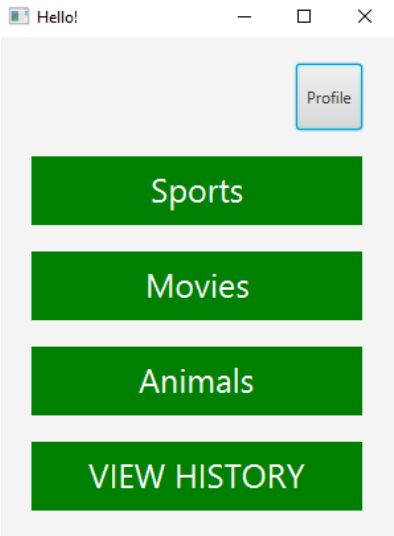 Hello!
Profile
Sports
Movies
Animals
VIEW HISTORY